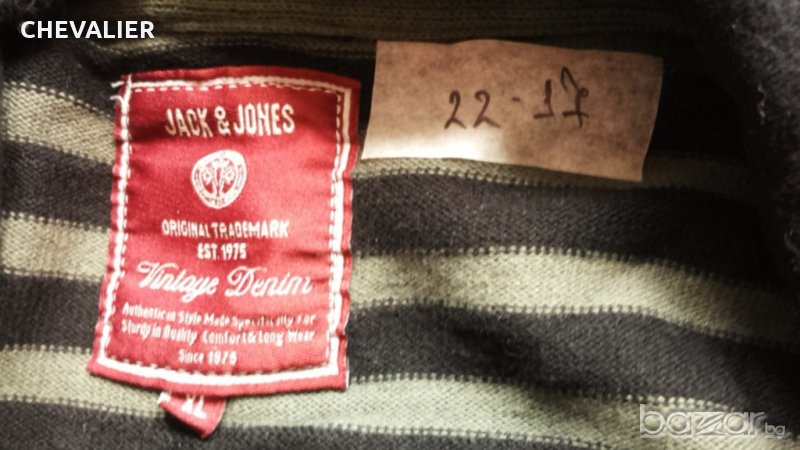 CHEVALIER
JACK & JONES
ORIGINAL TRADEMARK
EST. 1975
Vintage Denim
Authentic in Style Made Specifically For
Sturdy in Quality Comfort & Long Wear
Since 1975
XL
22-17
bazar.bg